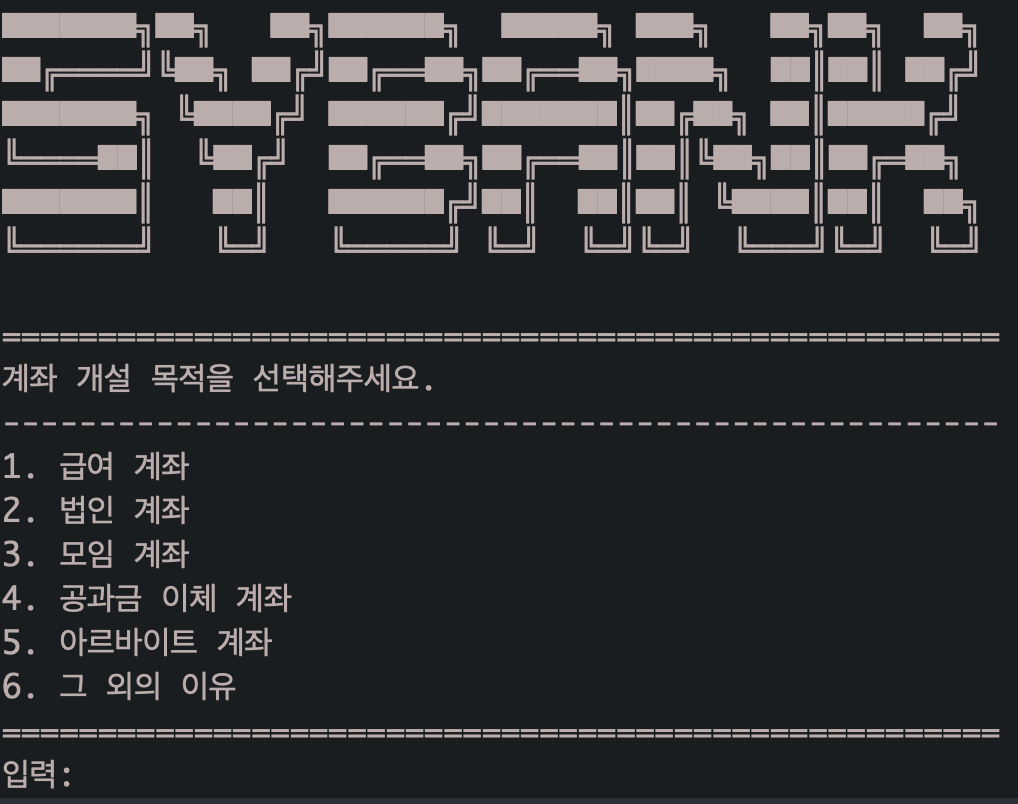 SYBANK
====================================================
계좌 개설 목적을 선택해주세요.
----------------------------------------------------
1. 급여 계좌
2. 법인 계좌
3. 모임 계좌
4. 공과금 이체 계좌
5. 아르바이트 계좌
6. 그 외의 이유
====================================================
입력: